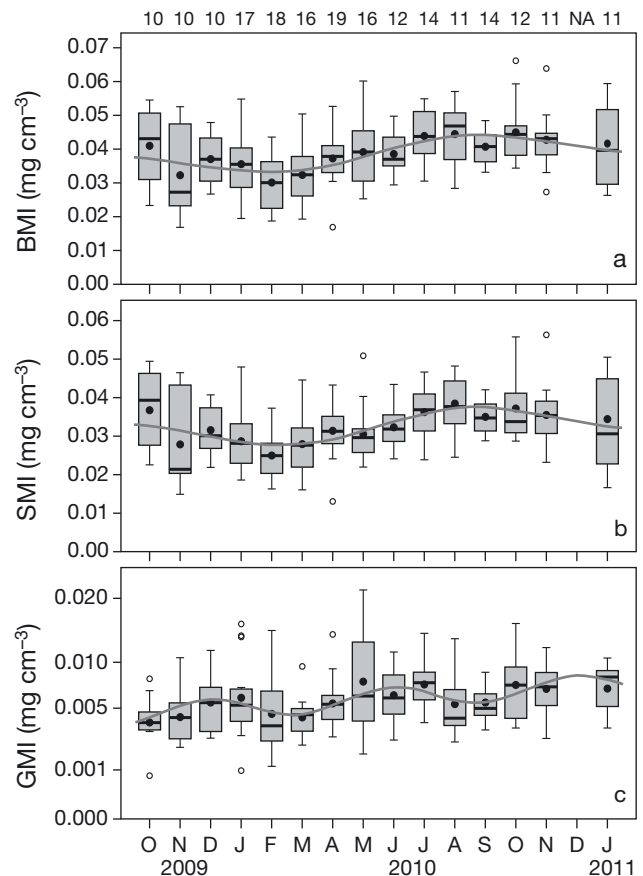 10 10 10 17 18 16 19 16 12 14 11 14 12 11 NA 11
0.07
0.06
0.05
0.04
0.03
0.02
0.01
0.00
BMI (mg cm⁻³)
a
0.06
0.05
0.04
0.03
0.02
0.01
0.00
SMI (mg cm⁻³)
b
0.020
0.010
0.005
0.001
0.000
GMI (mg cm⁻³)
c
O N D J F M A M J J A S O N D J
2009 2010 2011